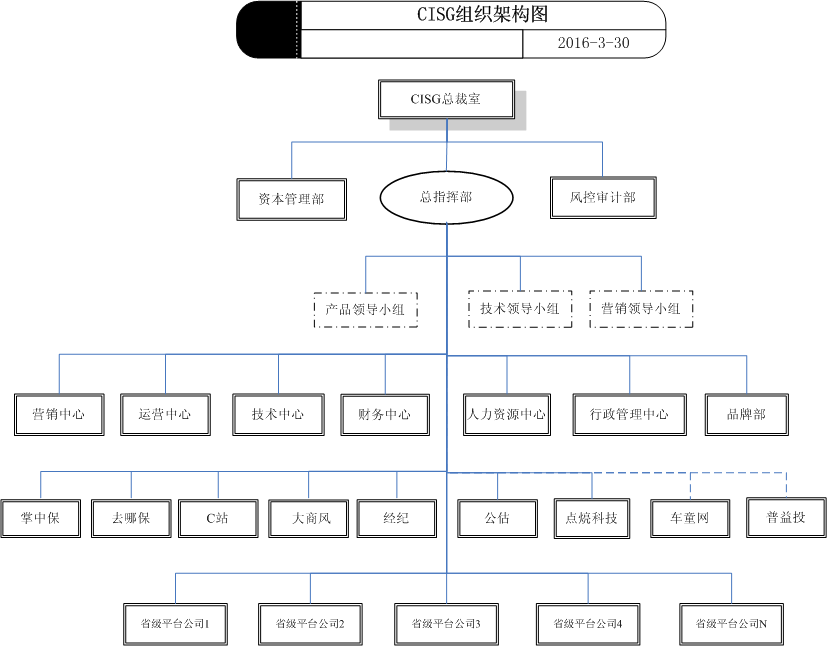 CISG组织架构图
2016-3-30
CISG总裁室
资本管理部
总指挥部
风控审计部
产品领导小组
技术领导小组
营销领导小组
营销中心
运营中心
技术中心
财务中心
人力资源中心
行政管理中心
品牌部
掌中保
去哪保
C站
大商风
经纪
公估
点烷科技
车童网
普益投
省级平台公司1
省级平台公司2
省级平台公司3
省级平台公司4
省级平台公司N